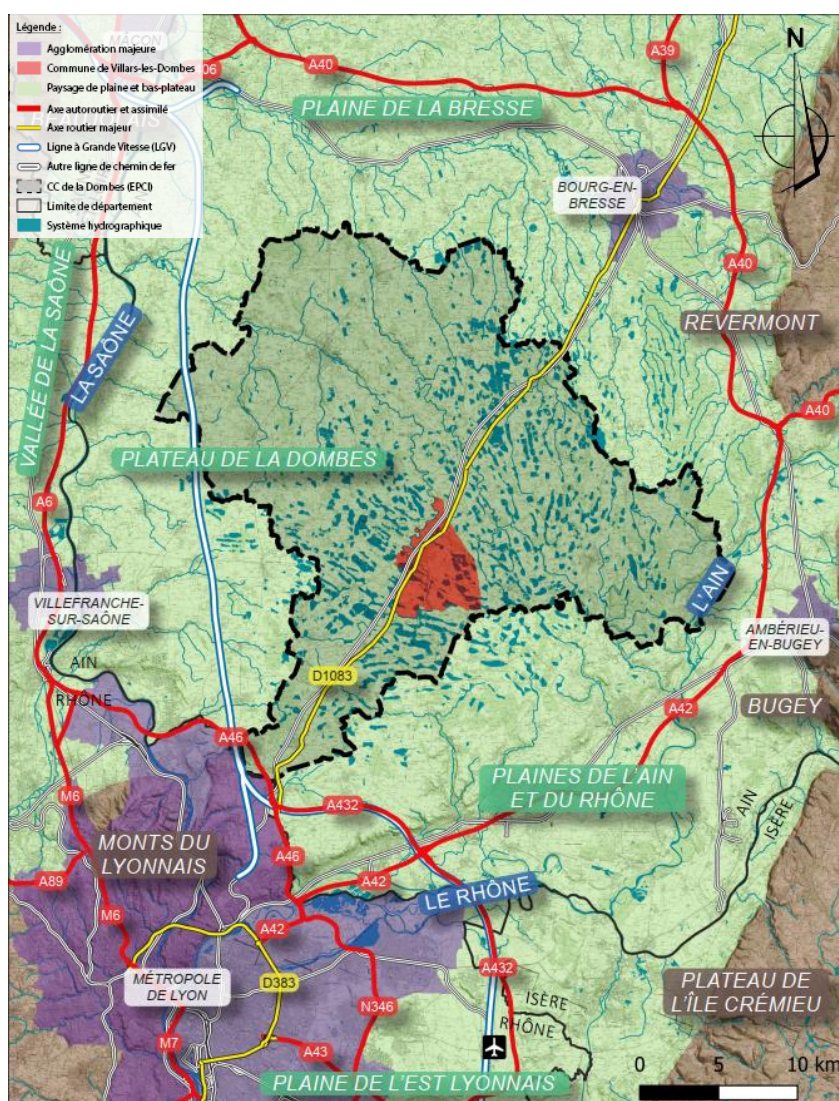 Légende :
Agglomération majeure
Commune de Villars-les-Dombes
Paysage de plaine et bas-plateau
Axe autoroutier et assimilé
Axe routier majeur
Ligne à Grande Vitesse (LGV)
Autre ligne de chemin de fer
CC de la Dombes (EPCI)
Limite de département
Système hydrographique
MÂCON
A40
A39
N
PLAINE DE LA BRESSE
BOURG-EN-
BRESSE
A40
VALLÉE DE LA SAÔNE
LA SAÔNE
REVERMONT
A40
PLATEAU DE LA DOMBES
A6
VILLEFRANCHE-
SUR-SAÔNE
L'AIN
AMBÉRIEU-
EN-BUGEY
AIN
RHÔNE
D1083
A42
BUGEY
A46
PLAINES DE L'AIN
ET DU RHÔNE
M6
A432
AIN
ISÈRE
MONTS DU
LYONNAIS
A46
A89
A42
LE RHÔNE
M6
A42
A432
MÉTROPOLE
DE LYON
D383
PLATEAU DE
L'ÎLE CRÉMIEU
N346
ISÈRE
RHÔNE
M7
A43
PLAINE DE L'EST LYONNAIS
0 5 10 km